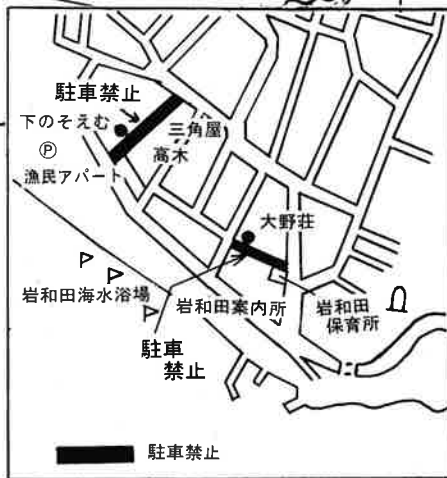 駐車禁止
下のそえむ
三角屋
Ⓟ
高木
漁民アパート
大野荘
岩和田海水浴場
岩和田案内所
岩和田
保育所
駐車
禁止
駐車禁止